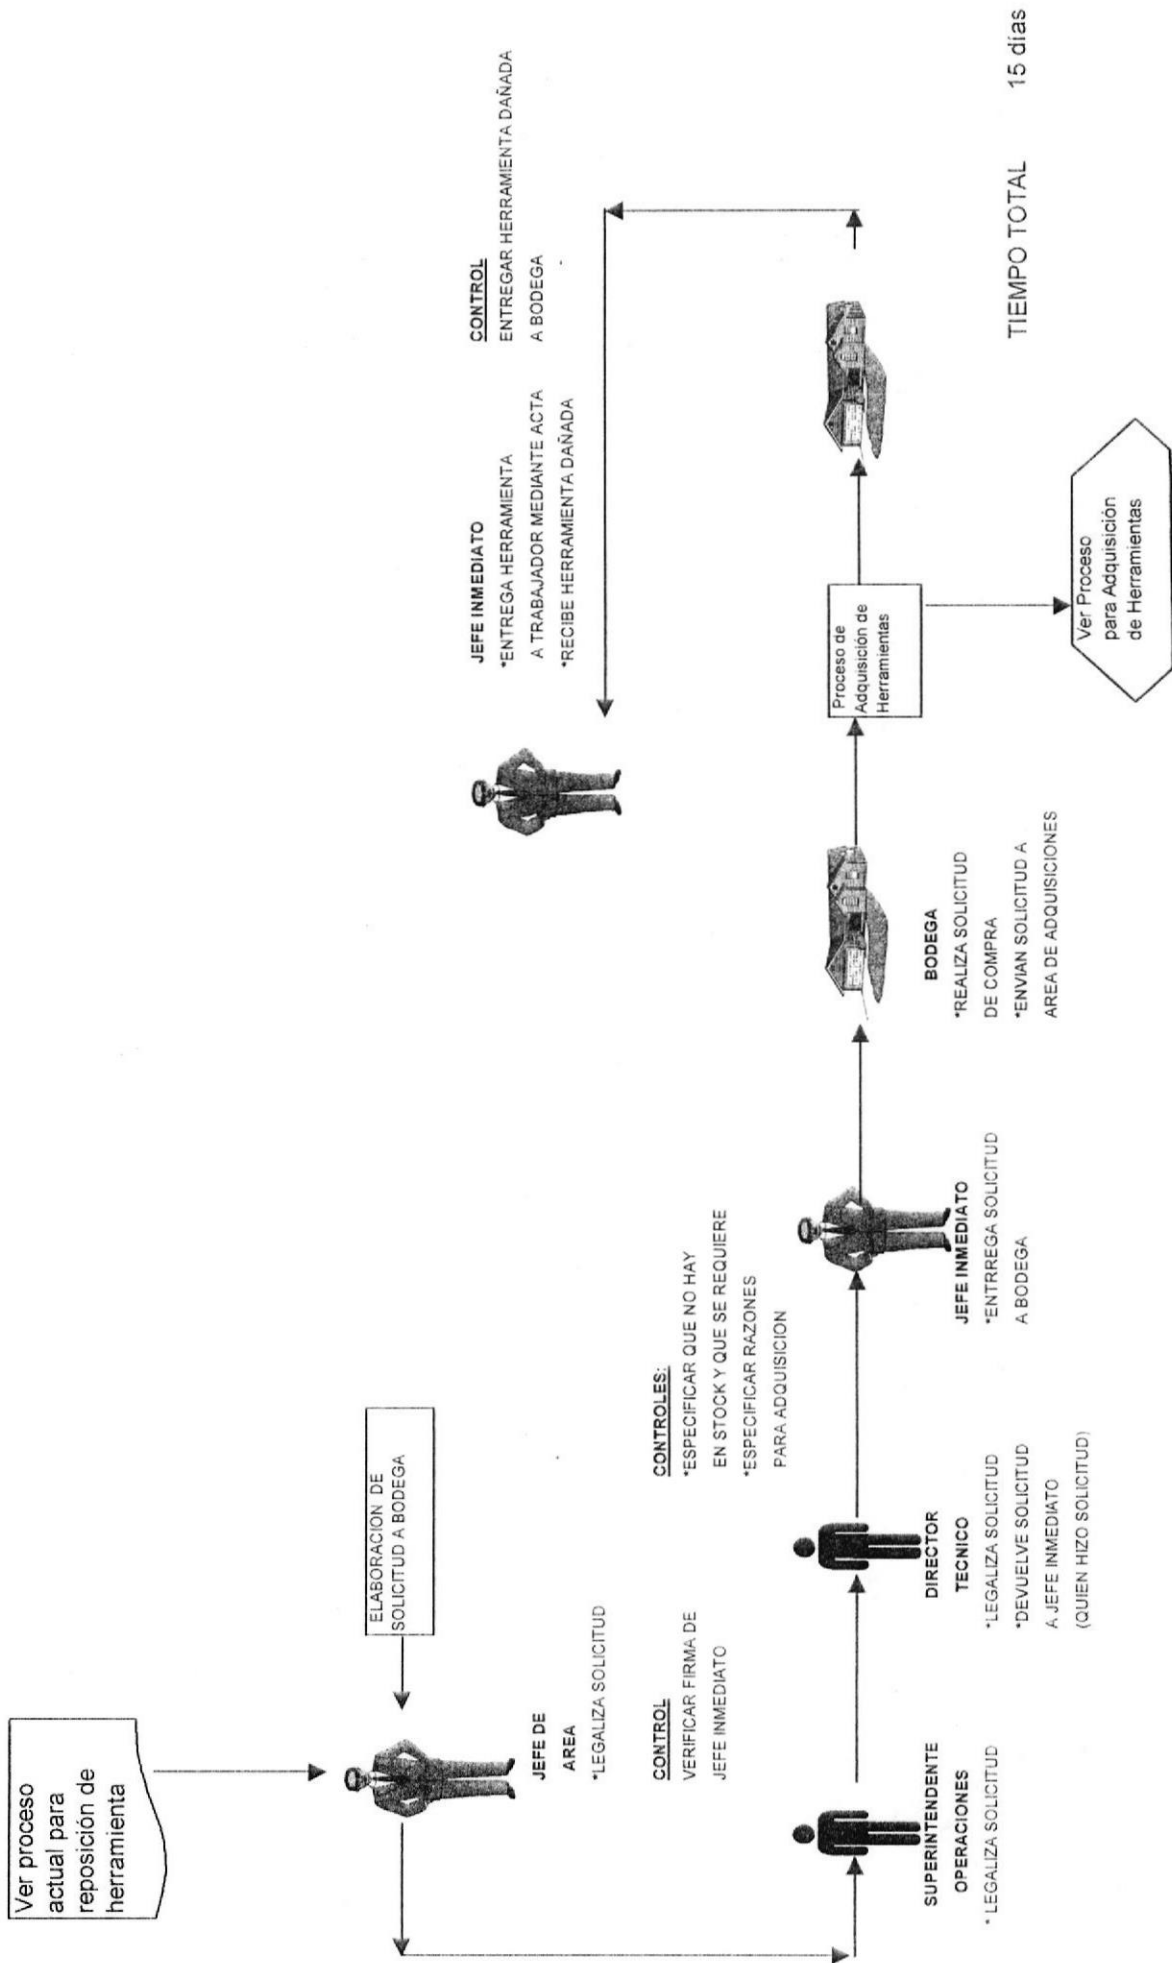 Ver proceso
actual para
reposición de
herramienta
ELABORACION DE
SOLICITUD A BODEGA
JEFE DE
AREA
*LEGALIZA SOLICITUD
CONTROL
VERIFICAR FIRMA DE
JEFE INMEDIATO
SUPERINTENDENTE
OPERACIONES
* LEGALIZA SOLICITUD
DIRECTOR
TECNICO
*LEGALIZA SOLICITUD
*DEVUELVE SOLICITUD
A JEFE INMEDIATO
(QUIEN HIZO SOLICITUD)
CONTROLES:
*ESPECIFICAR QUE NO HAY
EN STOCK Y QUE SE REQUIERE
*ESPECIFICAR RAZONES
PARA ADQUISICION
JEFE INMEDIATO
*ENTRREGA SOLICITUD
A BODEGA
BODEGA
*REALIZA SOLICITUD
DE COMPRA
*ENVIAN SOLICITUD A
AREA DE ADQUISICIONES
Proceso de
Adquisición de
Herramientas
Ver Proceso
para Adquisición
de Herramientas
JEFE INMEDIATO
*ENTREGA HERRAMIENTA
A TRABAJADOR MEDIANTE ACTA
*RECIBE HERRAMIENTA DAÑADA
CONTROL
ENTREGAR HERRAMIENTA DAÑADA
A BODEGA
TIEMPO TOTAL 15 días